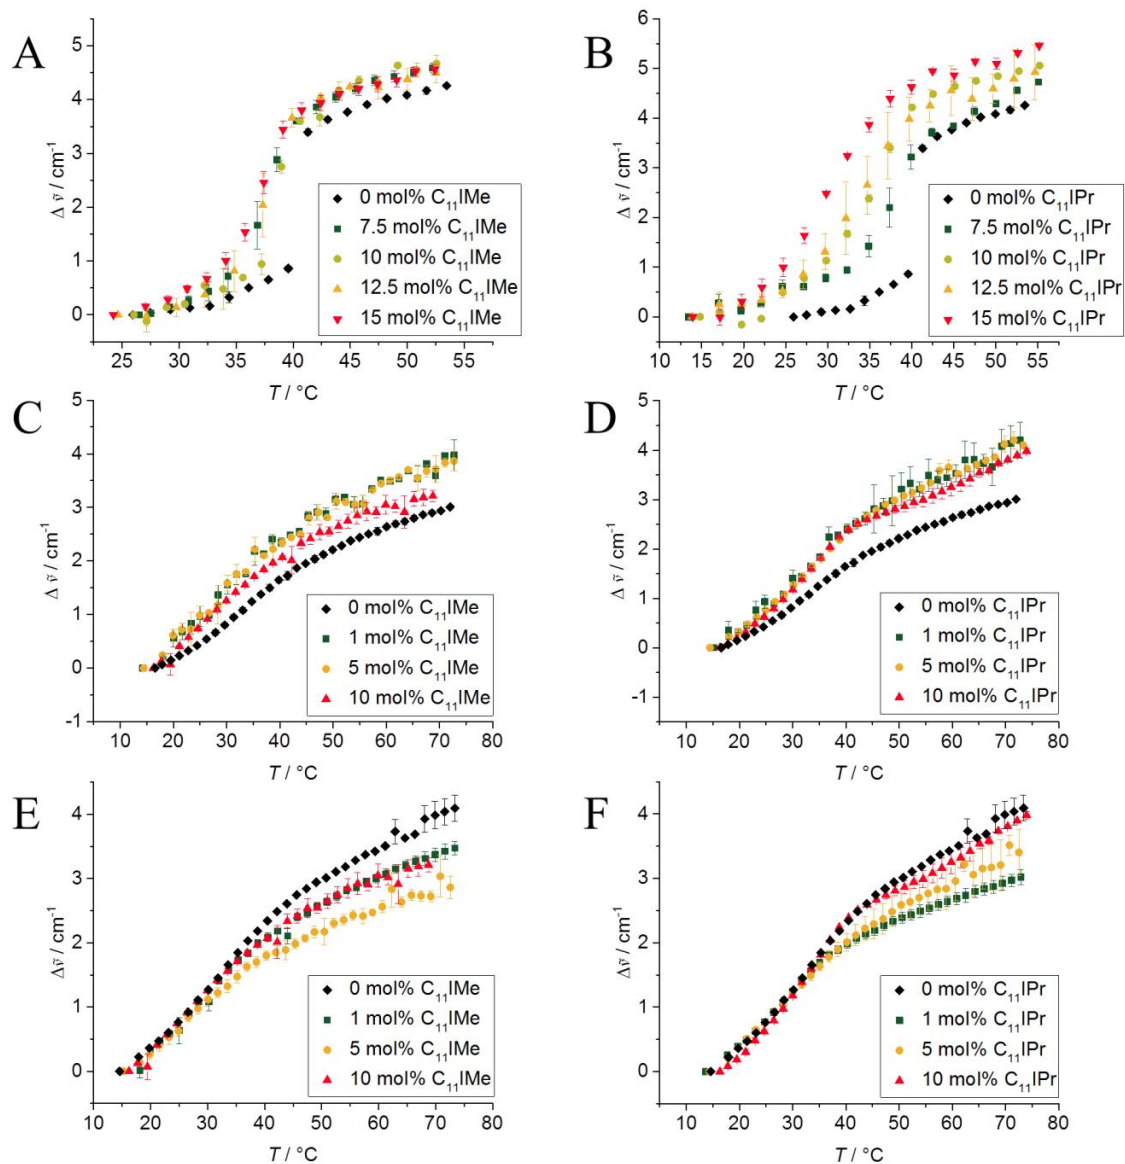 A
Δ ṽ / cm⁻¹
5
4
3
2
1
0
0 mol% C₁₁IMe
7.5 mol% C₁₁IMe
10 mol% C₁₁IMe
12.5 mol% C₁₁IMe
15 mol% C₁₁IMe
25 30 35 40 45 50 55
T / °C
B
Δ ṽ / cm⁻¹
6
5
4
3
2
1
0
0 mol% C₁₁IPr
7.5 mol% C₁₁IPr
10 mol% C₁₁IPr
12.5 mol% C₁₁IPr
15 mol% C₁₁IPr
10 15 20 25 30 35 40 45 50 55
T / °C
C
Δ ṽ / cm⁻¹
5
4
3
2
1
0
-1
0 mol% C₁₁IMe
1 mol% C₁₁IMe
5 mol% C₁₁IMe
10 mol% C₁₁IMe
10 20 30 40 50 60 70 80
T / °C
D
Δ ṽ / cm⁻¹
5
4
3
2
1
0
-1
0 mol% C₁₁IPr
1 mol% C₁₁IPr
5 mol% C₁₁IPr
10 mol% C₁₁IPr
10 20 30 40 50 60 70 80
T / °C
E
Δṽ / cm⁻¹
4
3
2
1
0
0 mol% C₁₁IMe
1 mol% C₁₁IMe
5 mol% C₁₁IMe
10 mol% C₁₁IMe
10 20 30 40 50 60 70 80
T / °C
F
Δṽ / cm⁻¹
4
3
2
1
0
0 mol% C₁₁IPr
1 mol% C₁₁IPr
5 mol% C₁₁IPr
10 mol% C₁₁IPr
10 20 30 40 50 60 70 80
T / °C